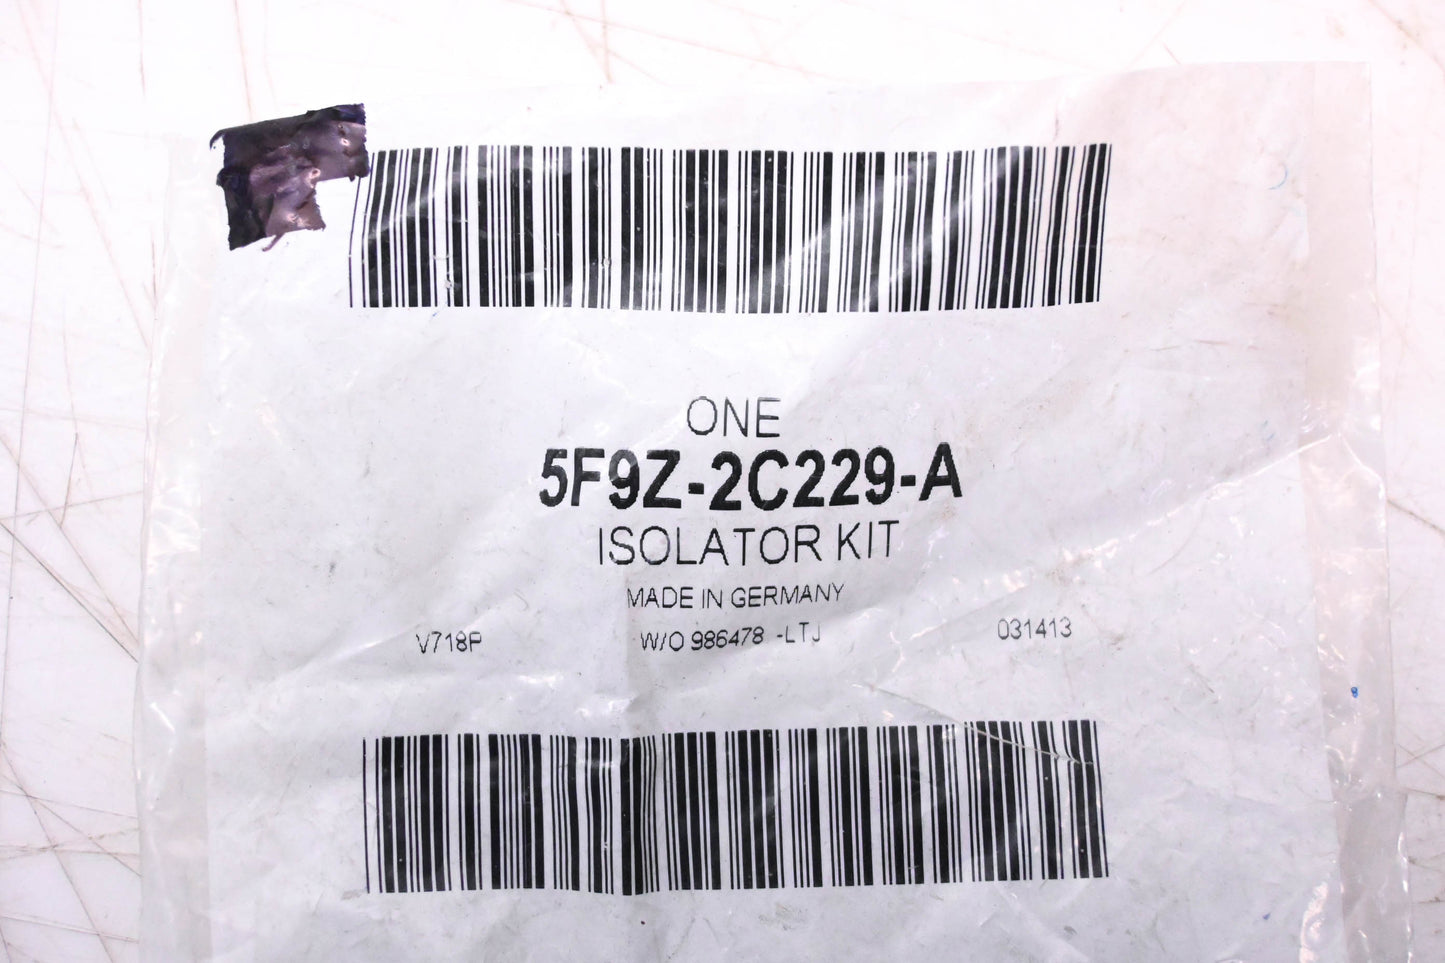 ONE
5F9Z-2C229-A
ISOLATOR KIT
MADE IN GERMANY
V718P W/O 986478 -LTJ 031413